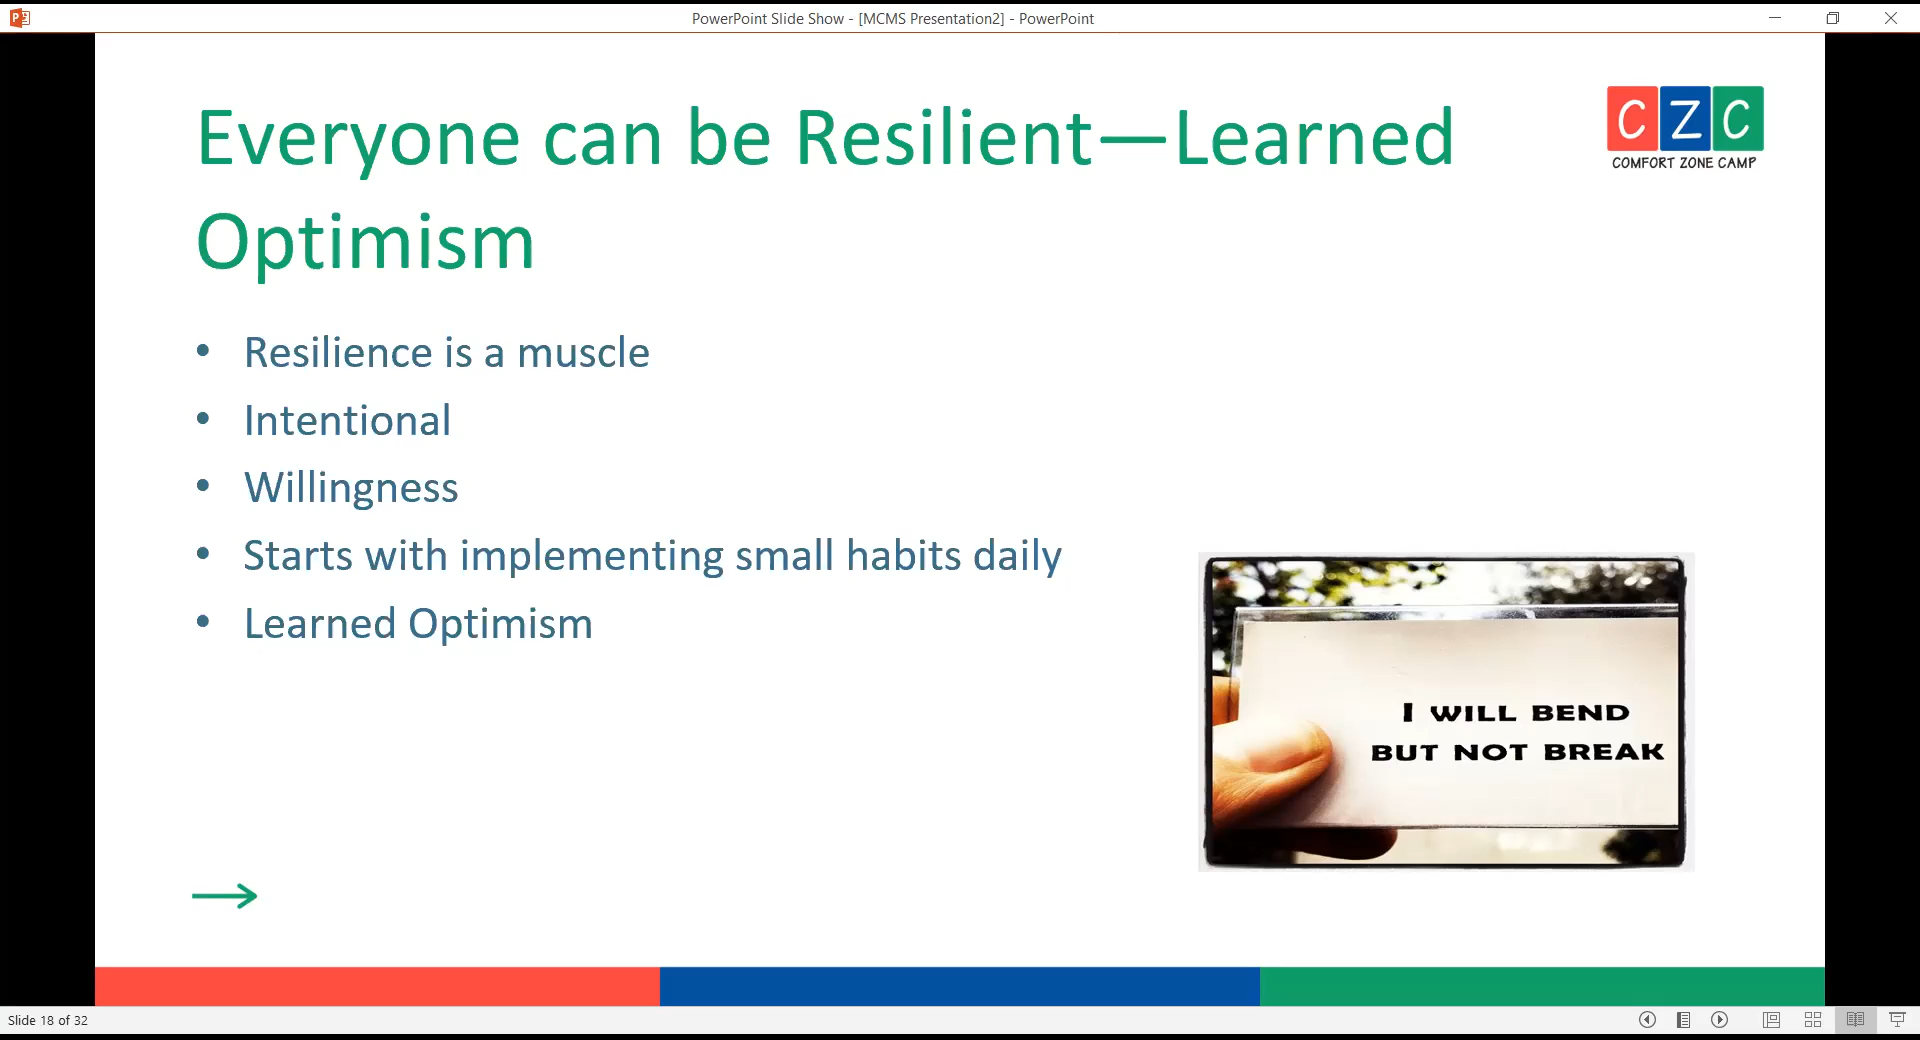 PowerPoint Slide Show - [MCMS Presentation2] - PowerPoint
Everyone can be Resilient—Learned
Optimism
C Z C
COMFORT ZONE CAMP
• Resilience is a muscle
• Intentional
• Willingness
• Starts with implementing small habits daily
• Learned Optimism
I WILL BEND
BUT NOT BREAK
Slide 18 of 32